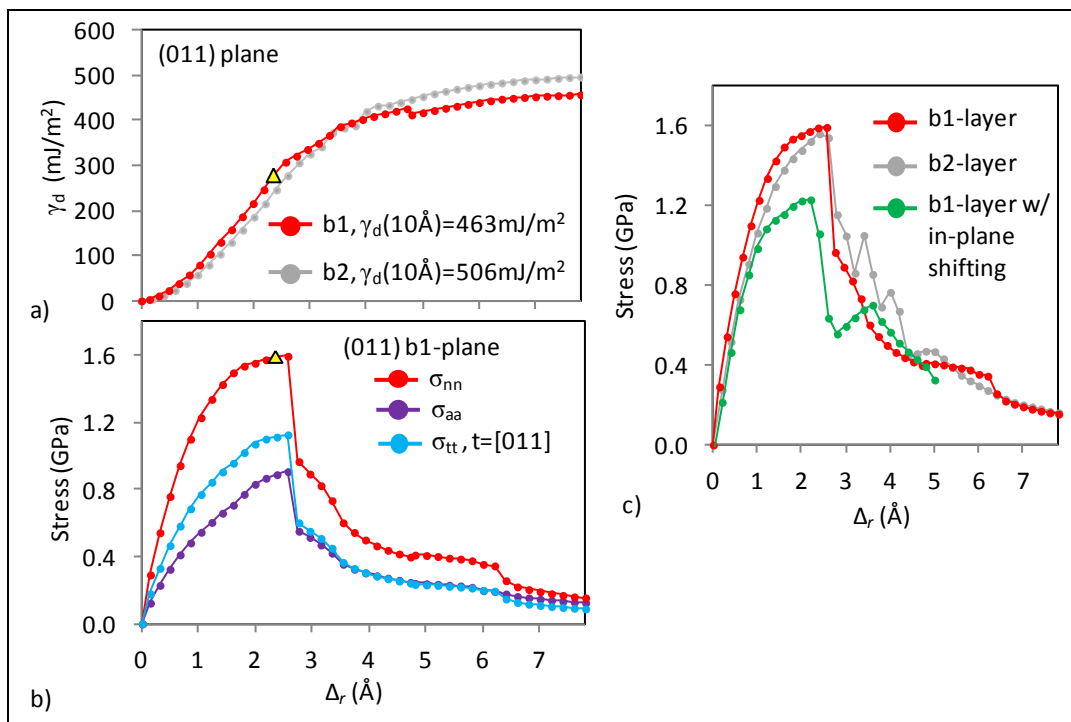 600
500
400
300
200
100
0
γd (mJ/m²)
(011) plane
b1, γd(10Å)=463mJ/m²
b2, γd(10Å)=506mJ/m²
a)
1.6
1.2
0.8
0.4
0.0
Stress (GPa)
(011) b1-plane
σnn
σaa
σtt, t=[011]
0 1 2 3 4 5 6 7
Δr (Å)
b)
1.6
1.2
0.8
0.4
0.0
Stress (GPa)
b1-layer
b2-layer
b1-layer w/
in-plane
shifting
0 1 2 3 4 5 6 7
Δr (Å)
c)